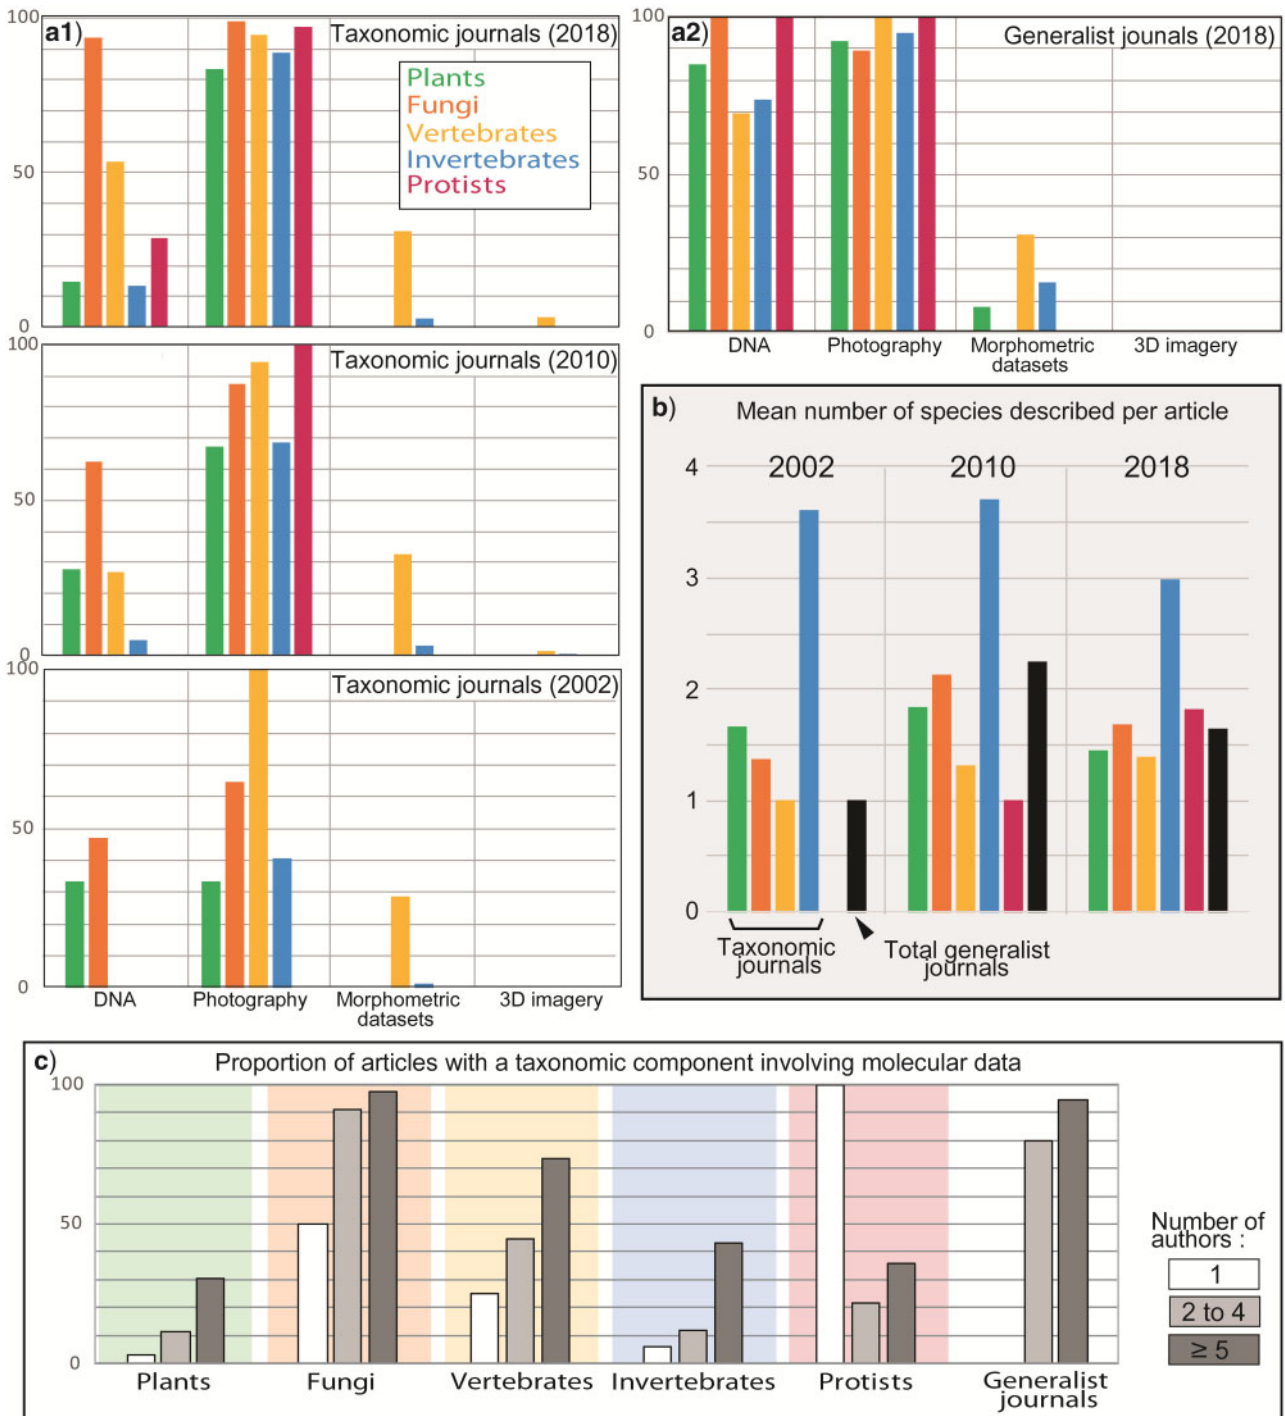 a1)
Taxonomic journals (2018)
100
50
0
Plants
Fungi
Vertebrates
Invertebrates
Protists
a2)
Generalist jounals (2018)
100
50
0
DNA
Photography
Morphometric
datasets
3D imagery
Taxonomic journals (2010)
100
50
0
Taxonomic journals (2002)
100
50
0
DNA
Photography
Morphometric
datasets
3D imagery
b)
Mean number of species described per article
4
3
2
1
0
2002
2010
2018
Taxonomic
journals
Total generalist
journals
c)
Proportion of articles with a taxonomic component involving molecular data
100
50
0
Plants
Fungi
Vertebrates
Invertebrates
Protists
Generalist
journals
Number of
authors :
1
2 to 4
≥ 5